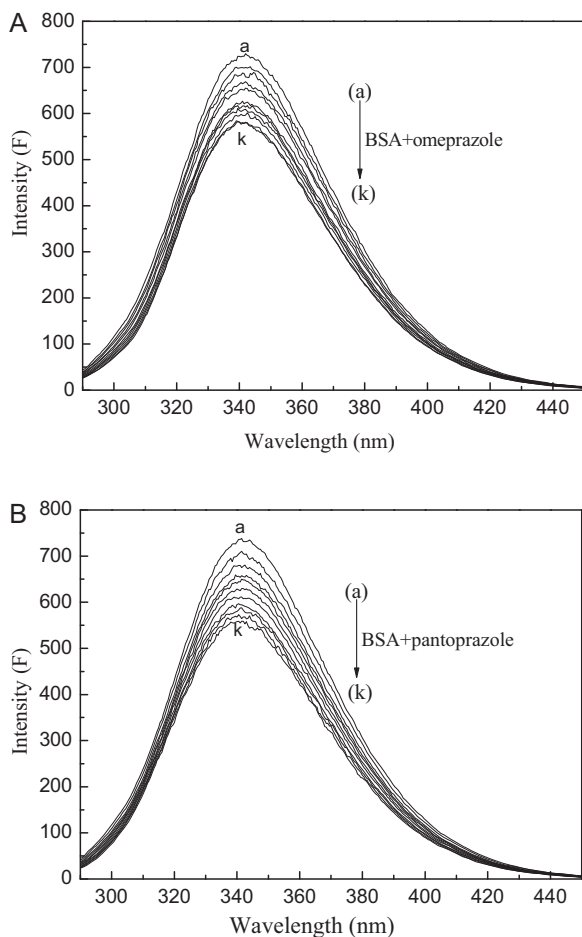 A
800
700
600
500
400
300
200
100
0
Intensity (F)
a
k
(a)
BSA+omeprazole
(k)
300 320 340 360 380 400 420 440
Wavelength (nm)
B
800
700
600
500
400
300
200
100
0
Intensity (F)
a
k
(a)
BSA+pantoprazole
(k)
300 320 340 360 380 400 420 440
Wavelength (nm)